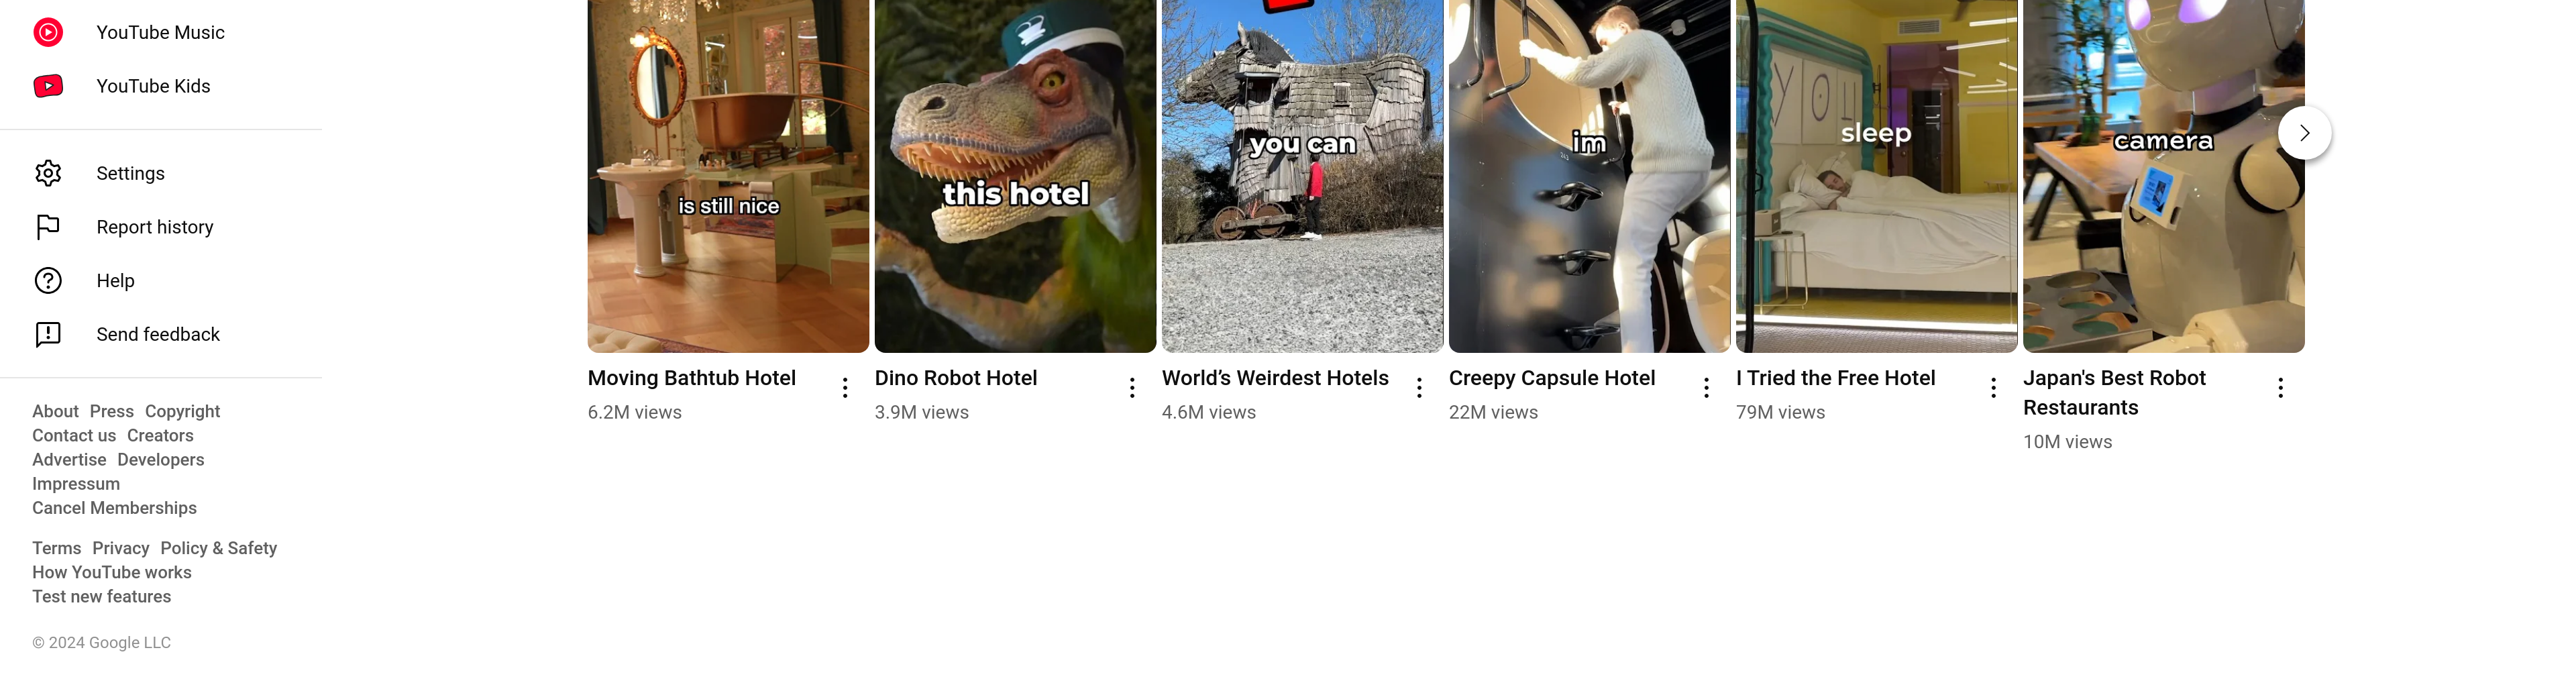 YouTube Music
YouTube Kids
Settings
Report history
Help
Send feedback
About Press Copyright
Contact us Creators
Advertise Developers
Impressum
Cancel Memberships
Terms Privacy Policy & Safety
How YouTube works
Test new features
© 2024 Google LLC
is still nice
this hotel
you can
im
you
sleep
camera
Moving Bathtub Hotel
6.2M views
Dino Robot Hotel
3.9M views
World’s Weirdest Hotels
4.6M views
Creepy Capsule Hotel
22M views
I Tried the Free Hotel
79M views
Japan's Best Robot
Restaurants
10M views